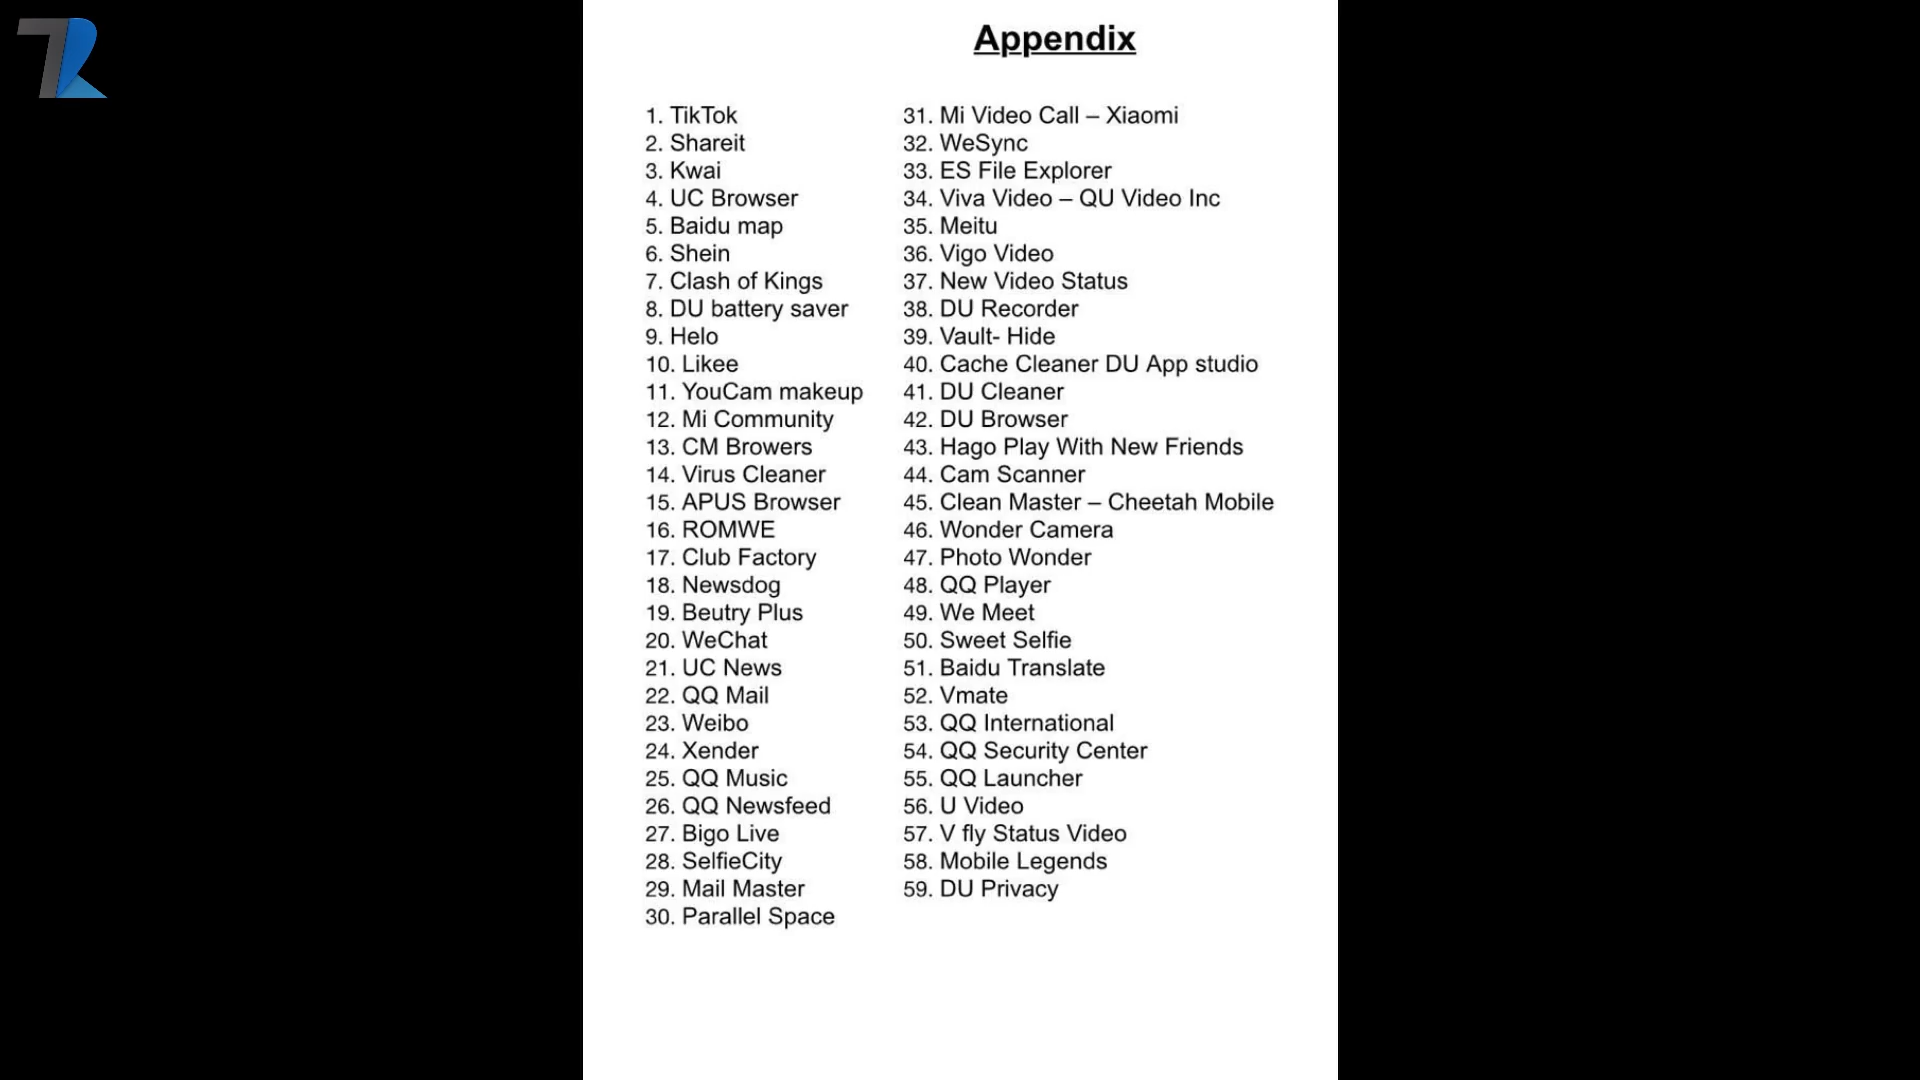 Appendix
1. TikTok
2. Shareit
3. Kwai
4. UC Browser
5. Baidu map
6. Shein
7. Clash of Kings
8. DU battery saver
9. Helo
10. Likee
11. YouCam makeup
12. Mi Community
13. CM Browers
14. Virus Cleaner
15. APUS Browser
16. ROMWE
17. Club Factory
18. Newsdog
19. Beutry Plus
20. WeChat
21. UC News
22. QQ Mail
23. Weibo
24. Xender
25. QQ Music
26. QQ Newsfeed
27. Bigo Live
28. SelfieCity
29. Mail Master
30. Parallel Space
31. Mi Video Call – Xiaomi
32. WeSync
33. ES File Explorer
34. Viva Video – QU Video Inc
35. Meitu
36. Vigo Video
37. New Video Status
38. DU Recorder
39. Vault- Hide
40. Cache Cleaner DU App studio
41. DU Cleaner
42. DU Browser
43. Hago Play With New Friends
44. Cam Scanner
45. Clean Master – Cheetah Mobile
46. Wonder Camera
47. Photo Wonder
48. QQ Player
49. We Meet
50. Sweet Selfie
51. Baidu Translate
52. Vmate
53. QQ International
54. QQ Security Center
55. QQ Launcher
56. U Video
57. V fly Status Video
58. Mobile Legends
59. DU Privacy